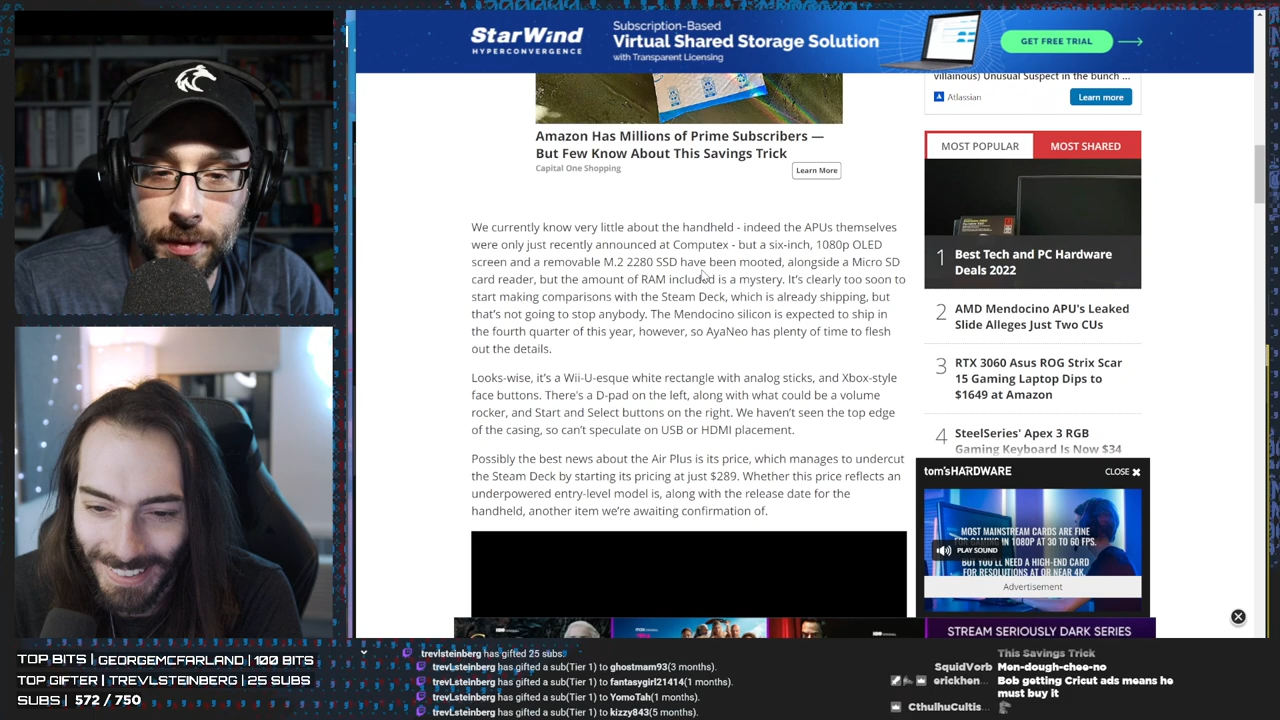 StarWind
HYPERCONVERGENCE
Subscription-Based
Virtual Shared Storage Solution
with Transparent Licensing
GET FREE TRIAL
Amazon Has Millions of Prime Subscribers —
But Few Know About This Savings Trick
Capital One Shopping
Learn More
We currently know very little about the handheld - indeed the APUs themselves
were only just recently announced at Computex - but a six-inch, 1080p OLED
screen and a removable M.2 2280 SSD have been mooted, alongside a Micro SD
card reader, but the amount of RAM included is a mystery. It's clearly too soon to
start making comparisons with the Steam Deck, which is already shipping, but
that's not going to stop anybody. The Mendocino silicon is expected to ship in
the fourth quarter of this year, however, so AyaNeo has plenty of time to flesh
out the details.
Looks-wise, it's a Wii-U-esque white rectangle with analog sticks, and Xbox-style
face buttons. There's a D-pad on the left, along with what could be a volume
rocker, and Start and Select buttons on the right. We haven't seen the top edge
of the casing, so can't speculate on USB or HDMI placement.
Possibly the best news about the Air Plus is its price, which manages to undercut
the Steam Deck by starting its pricing at just $289. Whether this price reflects an
underpowered entry-level model is, along with the release date for the
handheld, another item we're awaiting confirmation of.
villainous) Unusual Suspect in the bunch ...
Atlassian
Learn more
MOST POPULAR
MOST SHARED
1 Best Tech and PC Hardware
Deals 2022
2 AMD Mendocino APU's Leaked
Slide Alleges Just Two CUs
3 RTX 3060 Asus ROG Strix Scar
15 Gaming Laptop Dips to
$1649 at Amazon
4 SteelSeries' Apex 3 RGB
Gaming Keyboard Is Now $34
tom'sHARDWARE
CLOSE
MOST MAINSTREAM CARDS ARE FINE
FOR GAMING IN 1080P AT 30 TO 60 FPS.
PLAY SOUND
BUT YOU'LL NEED A HIGH-END CARD
FOR RESOLUTIONS AT OR NEAR 4K.
Advertisement
STREAM SERIOUSLY DARK SERIES
TOP BITS | GEORGEMCFARLAND | 100 BITS
TOP GIFTER | TREVLSTEINBERG | 25 SUBS
SUBS | 572 / 750
trevLsteinberg has gifted 25 subs.
trevLsteinberg has gifted a sub(Tier 1) to ghostmam93(3 months).
trevLsteinberg has gifted a sub(Tier 1) to fantasygirl21414(1 months).
trevLsteinberg has gifted a sub(Tier 1) to YomoTah(1 months).
trevLsteinberg has gifted a sub(Tier 1) to kizzy843(5 months).
This Savings Trick
SquidVorb Men-dough-chee-no
erickhen... Bob getting Cricut ads means he
must buy it
CthulhuCultis...